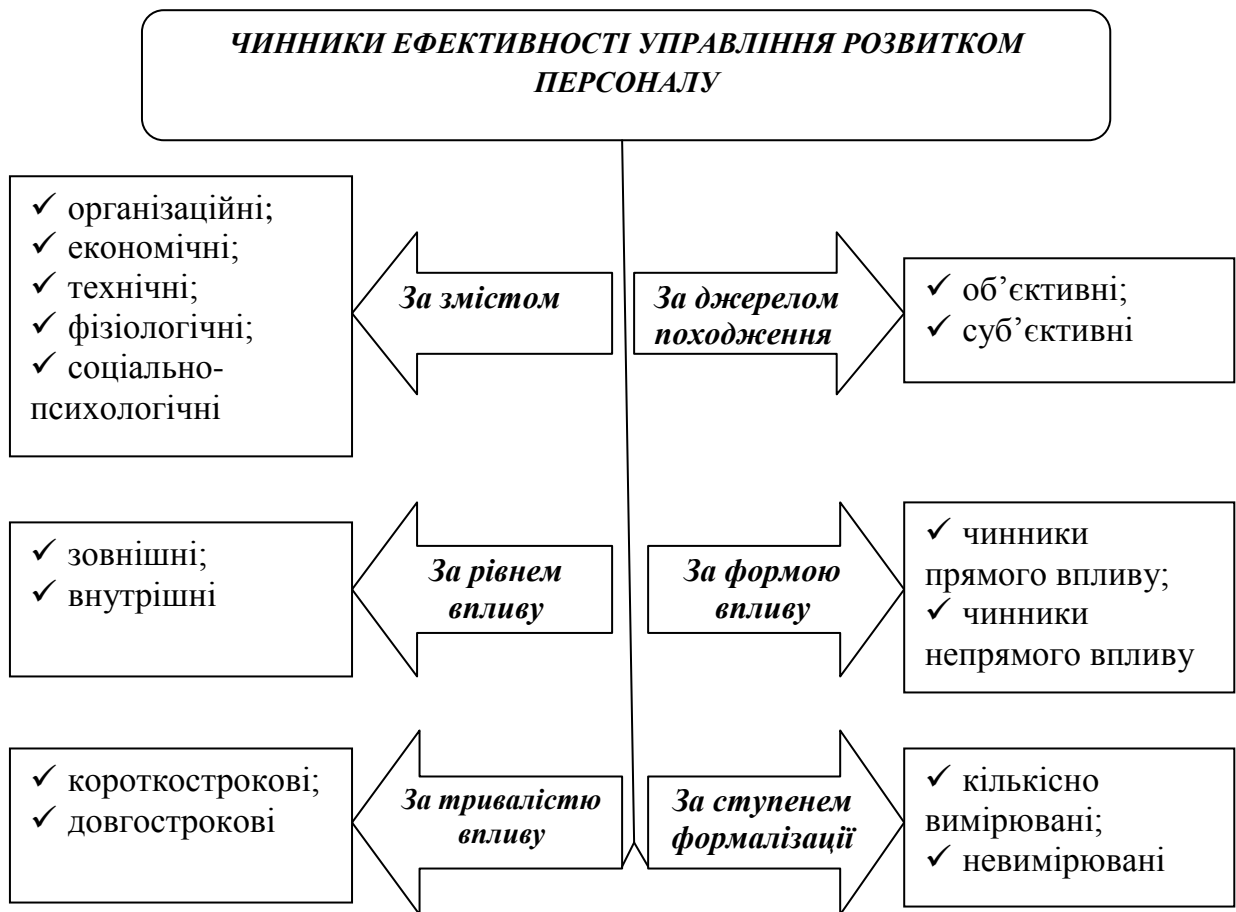 ЧИННИКИ ЕФЕКТИВНОСТІ УПРАВЛІННЯ РОЗВИТКОМ
ПЕРСОНАЛУ
✓ організаційні;
✓ економічні;
✓ технічні;
✓ фізіологічні;
✓ соціально-
психологічні
За змістом
За джерелом
походження
✓ об’єктивні;
✓ суб’єктивні
✓ зовнішні;
✓ внутрішні
За рівнем
впливу
За формою
впливу
✓ чинники
прямого впливу;
✓ чинники
непрямого впливу
✓ короткострокові;
✓ довгострокові
За тривалістю
впливу
За ступенем
формалізації
✓ кількісно
вимірювані;
✓ невимірювані